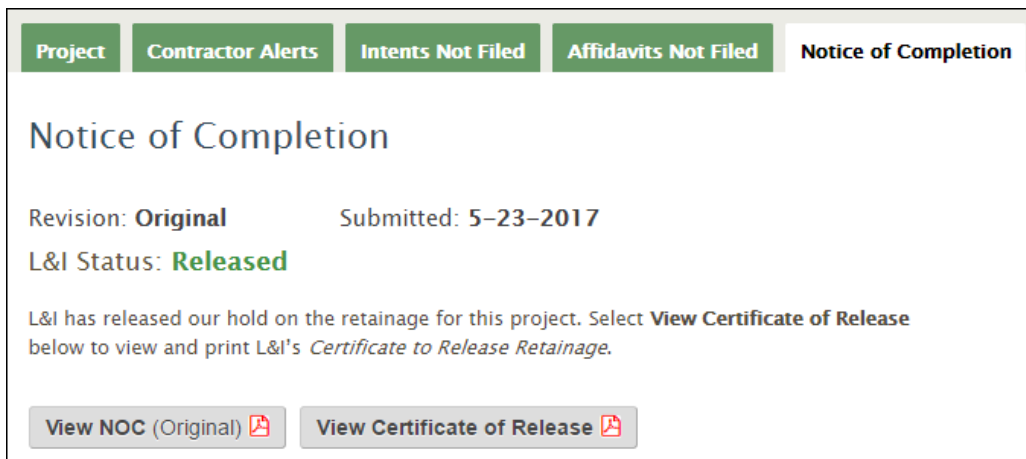 Project Contractor Alerts Intents Not Filed Affidavits Not Filed Notice of Completion
Notice of Completion
Revision: Original Submitted: 5-23-2017
L&I Status: Released
L&I has released our hold on the retainage for this project. Select View Certificate of Release
below to view and print L&I's Certificate to Release Retainage.
View NOC (Original) View Certificate of Release